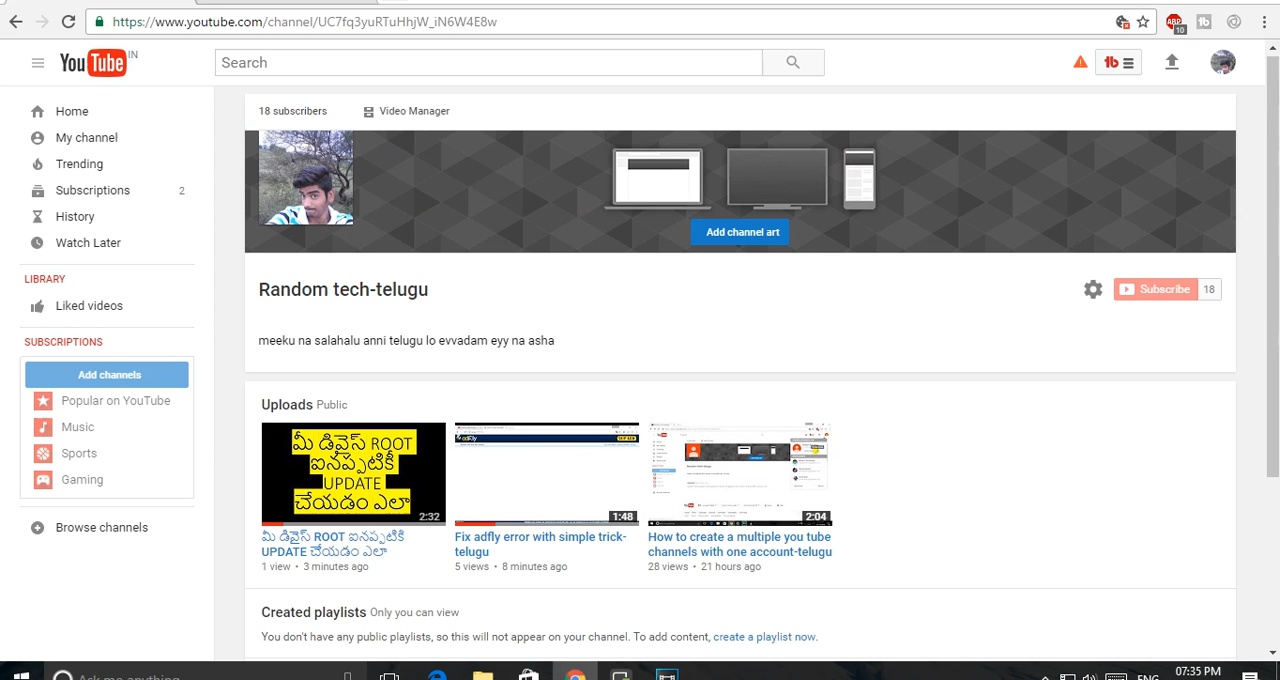 https://www.youtube.com/channel/UC7fq3yuRTuHhjW_iN6W4E8w
ABP
10
YouTube IN
Search
Home
My channel
Trending
Subscriptions 2
History
Watch Later
LIBRARY
Liked videos
SUBSCRIPTIONS
Add channels
Popular on YouTube
Music
Sports
Gaming
Browse channels
18 subscribers Video Manager
Add channel art
Random tech-telugu
Subscribe 18
meeku na salahalu anni telugu lo evvadam eyy na asha
Uploads Public
మీ డివైస్ ROOT
ఐనప్పటికీ
UPDATE
చేయడం ఎలా
2:32
మీ డివైస్ ROOT ఐనపటికి
UPDATE చేయడం ఎలా
1 view • 3 minutes ago
adfly
1:48
Fix adfly error with simple trick-
telugu
5 views • 8 minutes ago
2:04
How to create a multiple you tube
channels with one account-telugu
28 views • 21 hours ago
Created playlists Only you can view
You don't have any public playlists, so this will not appear on your channel. To add content, create a playlist now.
Ask me anything
ENG
07:35 PM